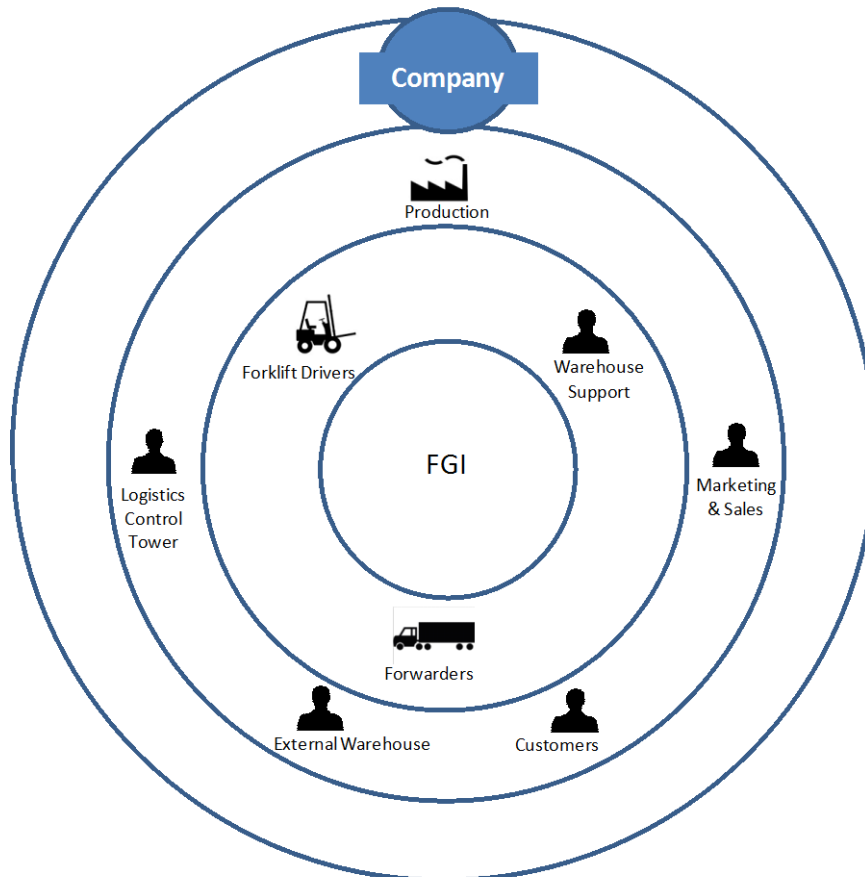 Company
Production
Forklift Drivers
Warehouse
Support
FGI
Logistics
Control
Tower
Marketing
& Sales
Forwarders
External Warehouse
Customers